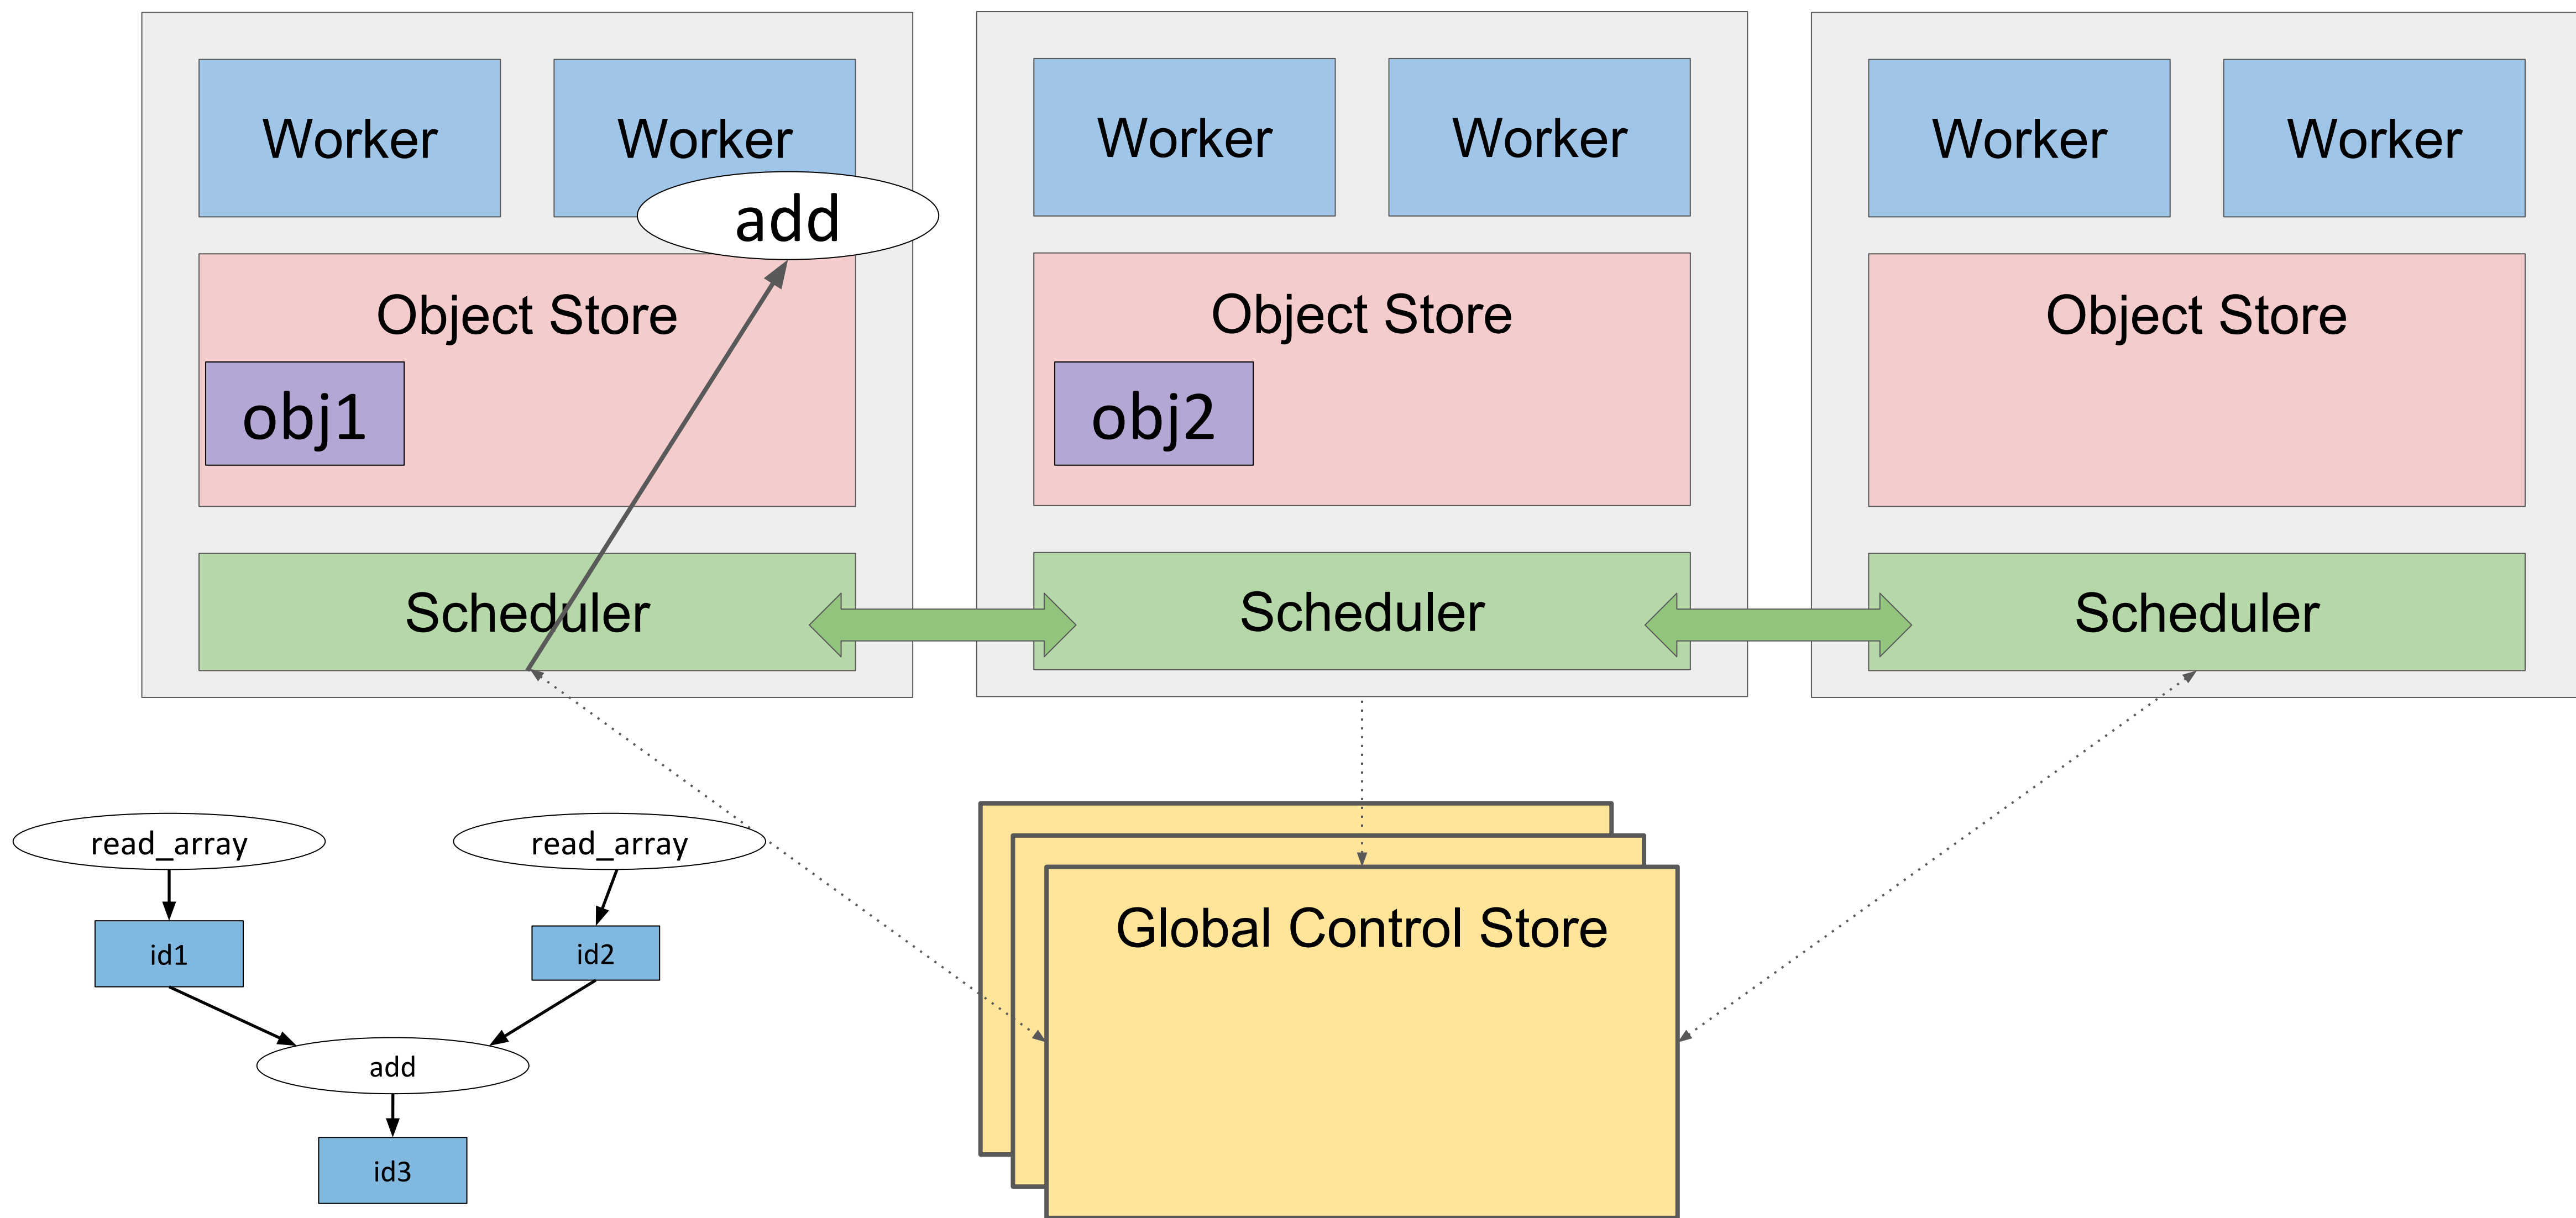 Worker
Worker
Worker
Worker
Worker
Worker
add
Object Store
Object Store
Object Store
obj1
obj2
Scheduler
Scheduler
Scheduler
read_array
read_array
Global Control Store
id1
id2
add
id3